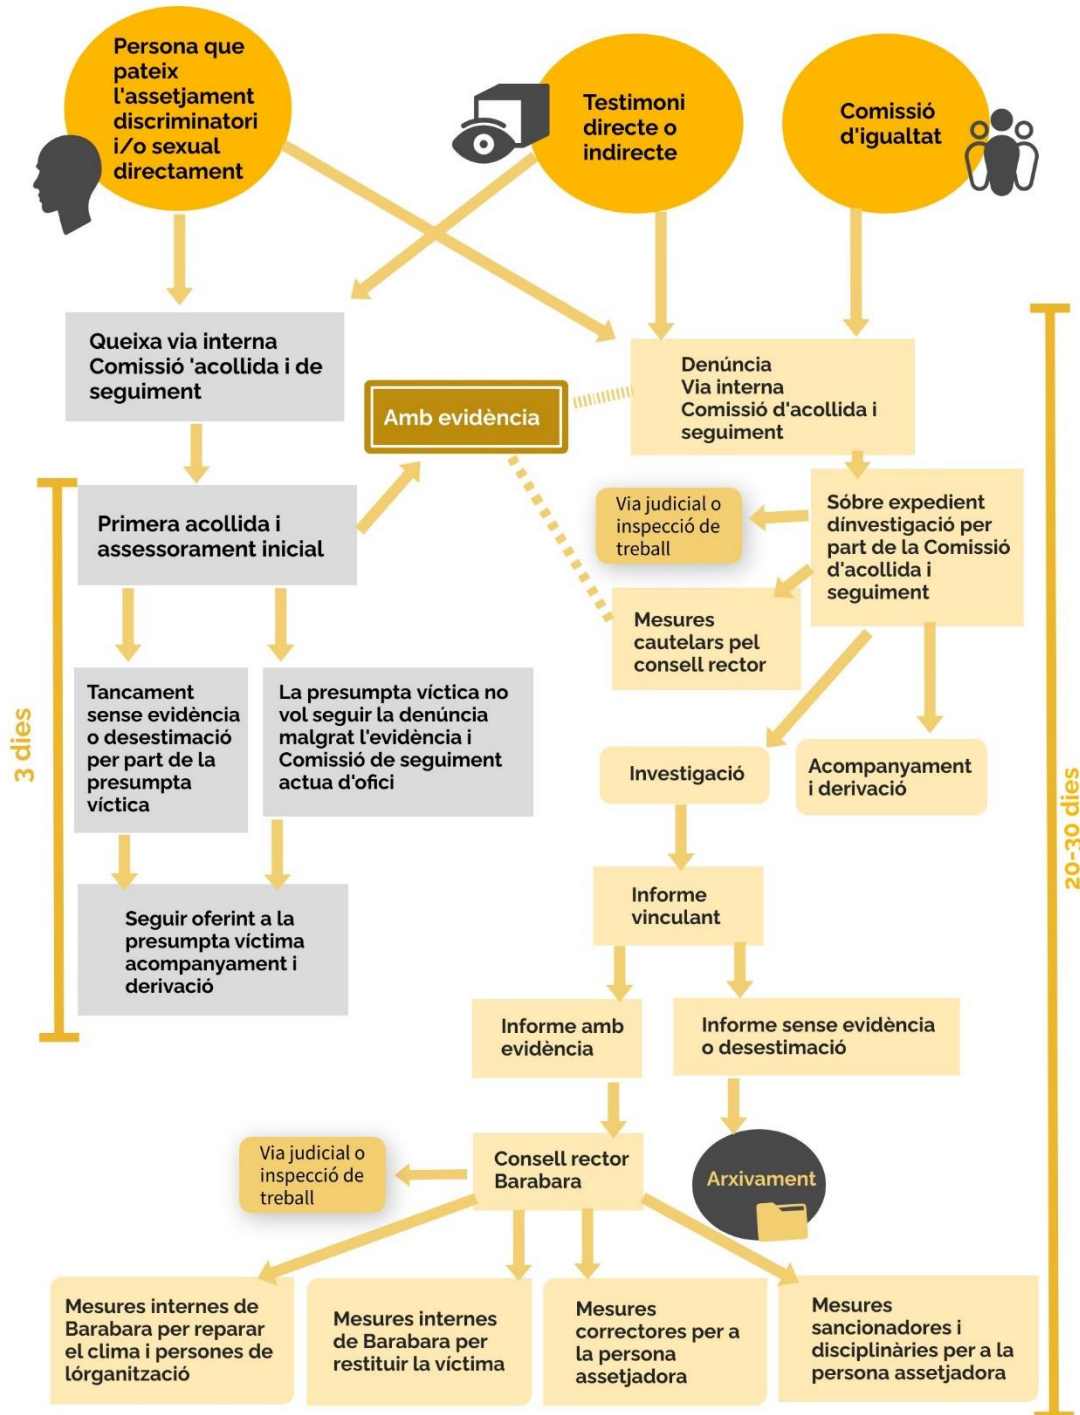 Persona que
pateix
l'assetjament
discriminatori
i/o sexual
directament
Testimoni
directe o
indirecte
Comissió
d'igualtat
Queixa via interna
Comissió 'acollida i de
seguiment
Amb evidència
Denúncia
Via interna
Comissió d'acollida i
seguiment
Primera acollida i
assessorament inicial
Via judicial o
inspecció de
treball
Sóbre expedient
dínvestigació per
part de la Comissió
d'acollida i
seguiment
Mesures
cautelars pel
consell rector
3 dies
Tancament
sense evidència
o desestimació
per part de la
presumpta
víctica
La presumpta víctica no
vol seguir la denúncia
malgrat l'evidència i
Comissió de seguiment
actua d'ofici
Investigació
Acompanyament
i derivació
20-30 dies
Seguir oferint a la
presumpta víctima
acompanyament i
derivació
Informe
vinculant
Informe amb
evidència
Informe sense evidència
o desestimació
Via judicial o
inspecció de
treball
Consell rector
Barabara
Arxivament
Mesures internes de
Barabara per reparar
el clima i persones de
lórganització
Mesures internes
de Barabara per
restituir la víctima
Mesures
correctores per a
la persona
assetjadora
Mesures
sancionadores i
disciplinàries per a la
persona assetjadora